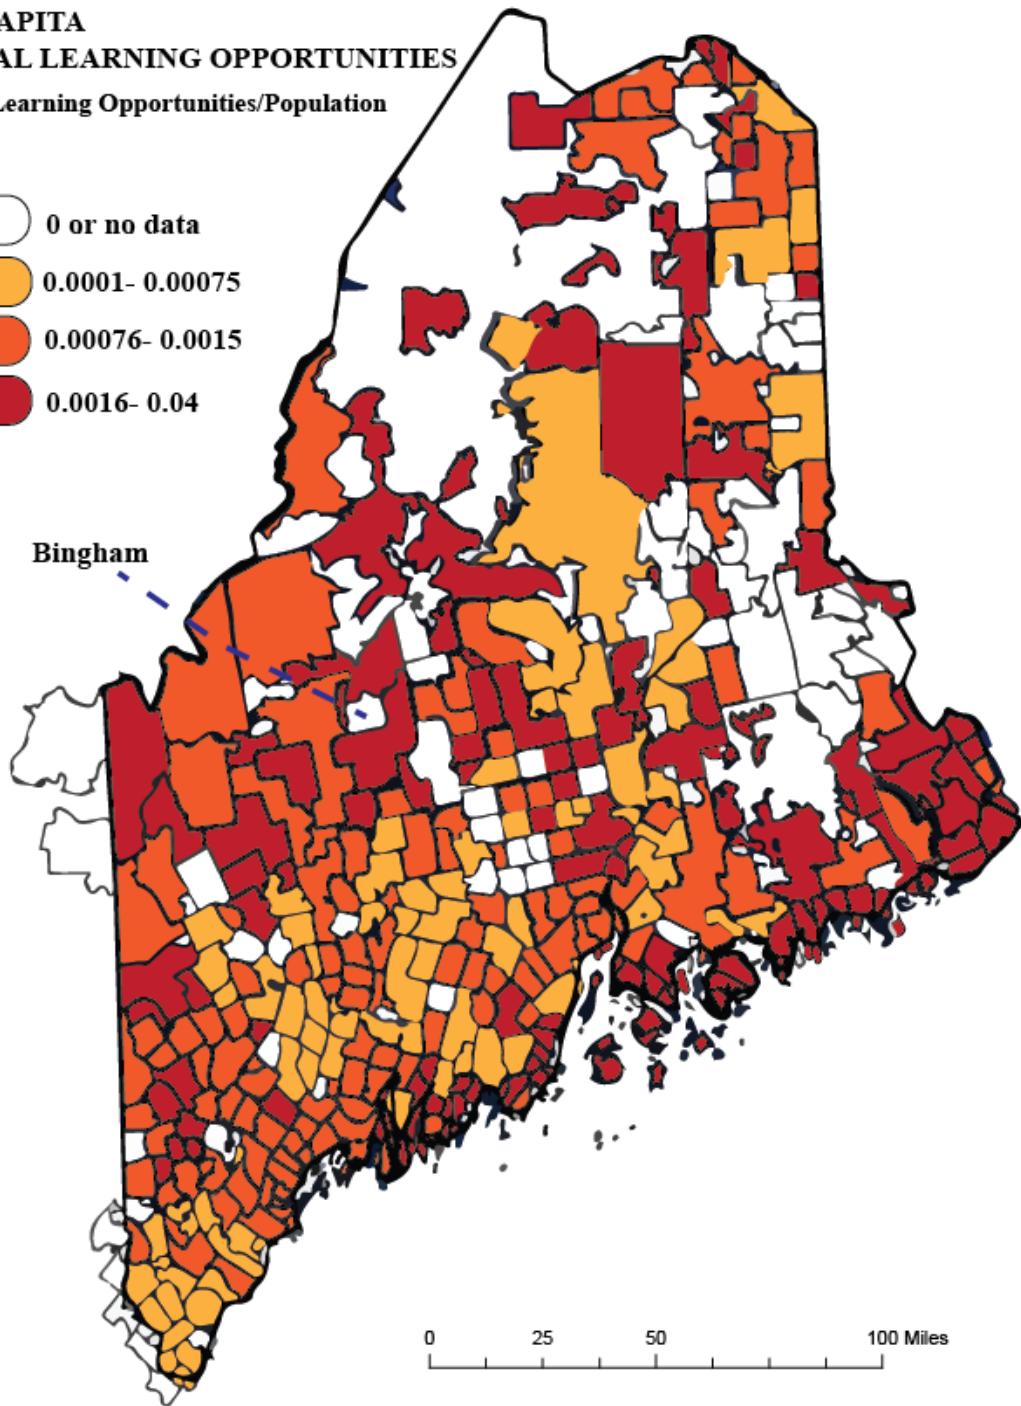 APITA
AL LEARNING OPPORTUNITIES
Learning Opportunities/Population
0 or no data
0.0001- 0.00075
0.00076- 0.0015
0.0016- 0.04
Bingham
0 25 50 100 Miles